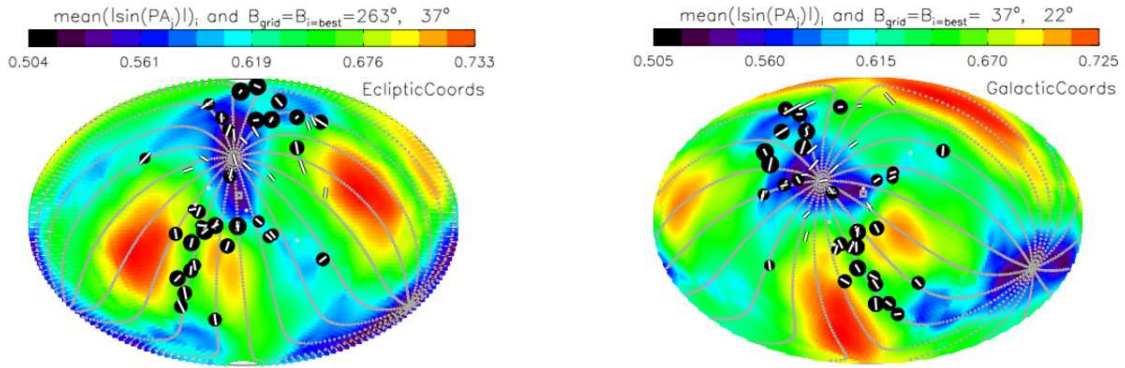 mean(|sin(PA_j)|)_i and B_grid=B_i=best=263°, 37°
0.504 0.561 0.619 0.676 0.733
EclipticCoords
mean(|sin(PA_j)|)_i and B_grid=B_i=best= 37°, 22°
0.505 0.560 0.615 0.670 0.725
GalacticCoords